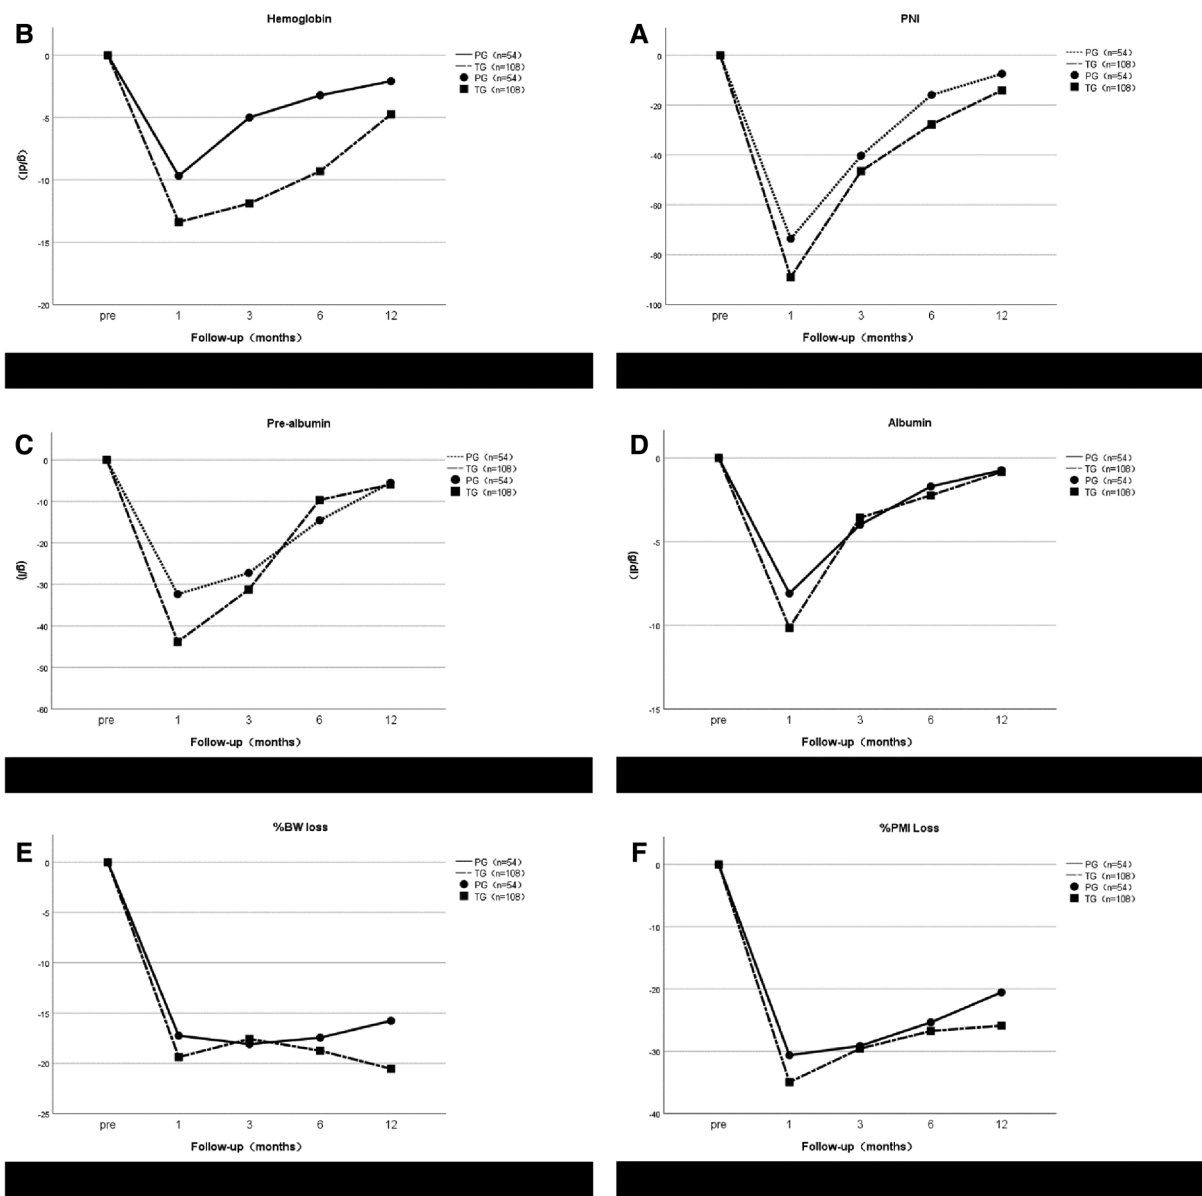 B
Hemoglobin
0
-5
-10
-15
-20
(g/dl)
pre 1 3 6 12
Follow-up (months)
PG (n=54)
TG (n=108)
PG (n=54)
TG (n=108)
A
PNI
0
-20
-40
-60
-80
-100
pre 1 3 6 12
Follow-up (months)
PG (n=54)
TG (n=108)
PG (n=54)
TG (n=108)
C
Pre-albumin
0
-10
-20
-30
-40
-50
-60
(g/l)
pre 1 3 6 12
Follow-up (months)
PG (n=54)
TG (n=108)
PG (n=54)
TG (n=108)
D
Albumin
0
-5
-10
-15
(g/dl)
pre 1 3 6 12
Follow-up (months)
PG (n=54)
TG (n=108)
PG (n=54)
TG (n=108)
E
%BW loss
0
-5
-10
-15
-20
-25
pre 1 3 6 12
Follow-up (months)
PG (n=54)
TG (n=108)
PG (n=54)
TG (n=108)
F
%PMI Loss
0
-10
-20
-30
-40
pre 1 3 6 12
Follow-up (months)
PG (n=54)
TG (n=108)
PG (n=54)
TG (n=108)